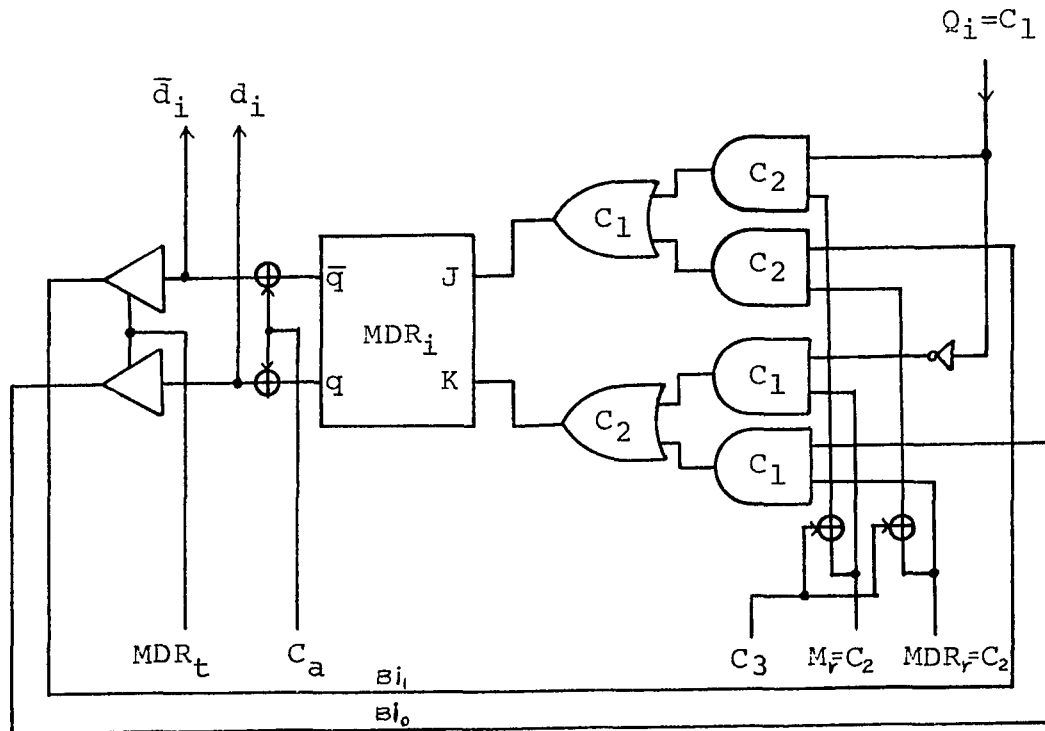 Q_i=C_1
d̄_i d_i
C_2
C_1
C_2
q̄ J
MDR_i
q K
C_1
C_2
C_1
MDR_t C_a C_3 M_r=C_2 MDR_r=C_2
Bi_1
Bi_0